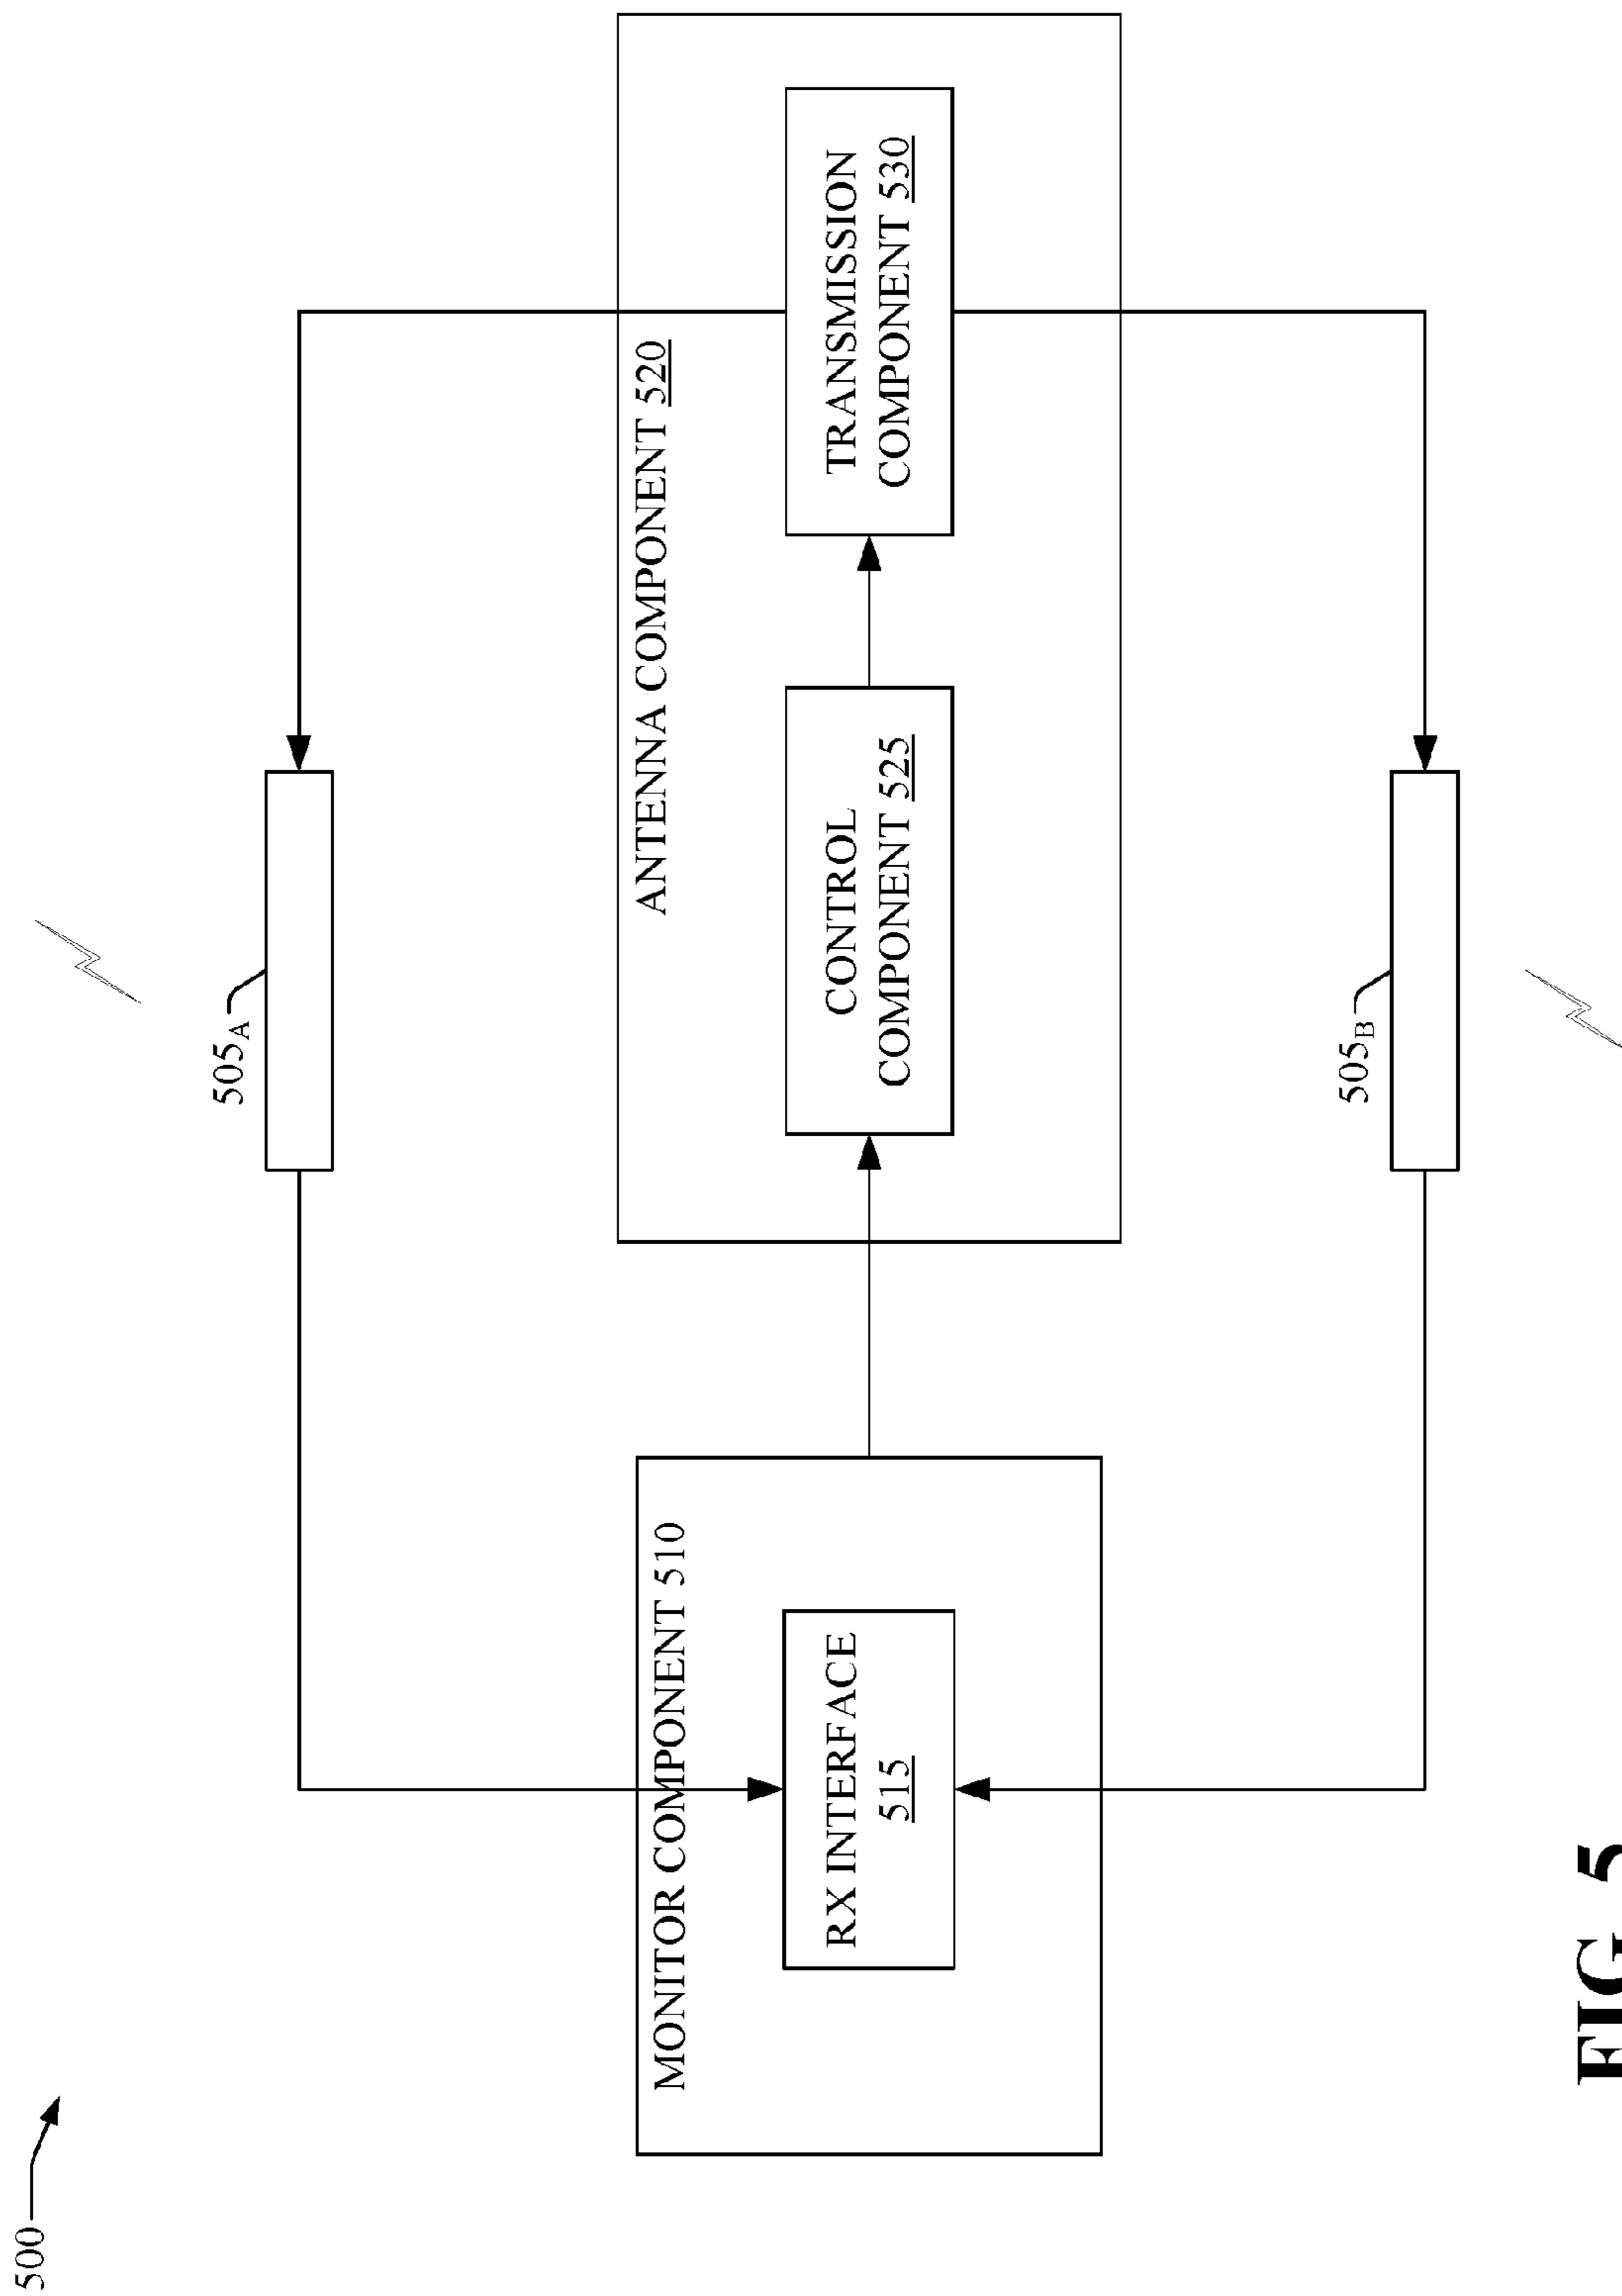 500
505A
ANTENNA COMPONENT 520
MONITOR COMPONENT 510
RX INTERFACE
515
CONTROL
COMPONENT 525
TRANSMISSION
COMPONENT 530
505B
FIG. 5